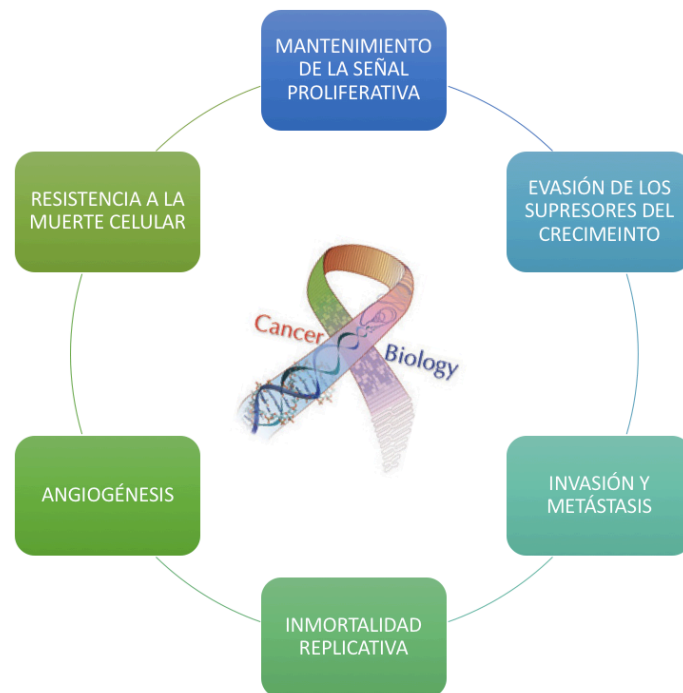 MANTENIMIENTO
DE LA SEÑAL
PROLIFERATIVA
EVASIÓN DE LOS
SUPRESORES DEL
CRECIMEINTO
INVASIÓN Y
METÁSTASIS
INMORTALIDAD
REPLICATIVA
ANGIOGÉNESIS
RESISTENCIA A LA
MUERTE CELULAR
Cancer
Biology